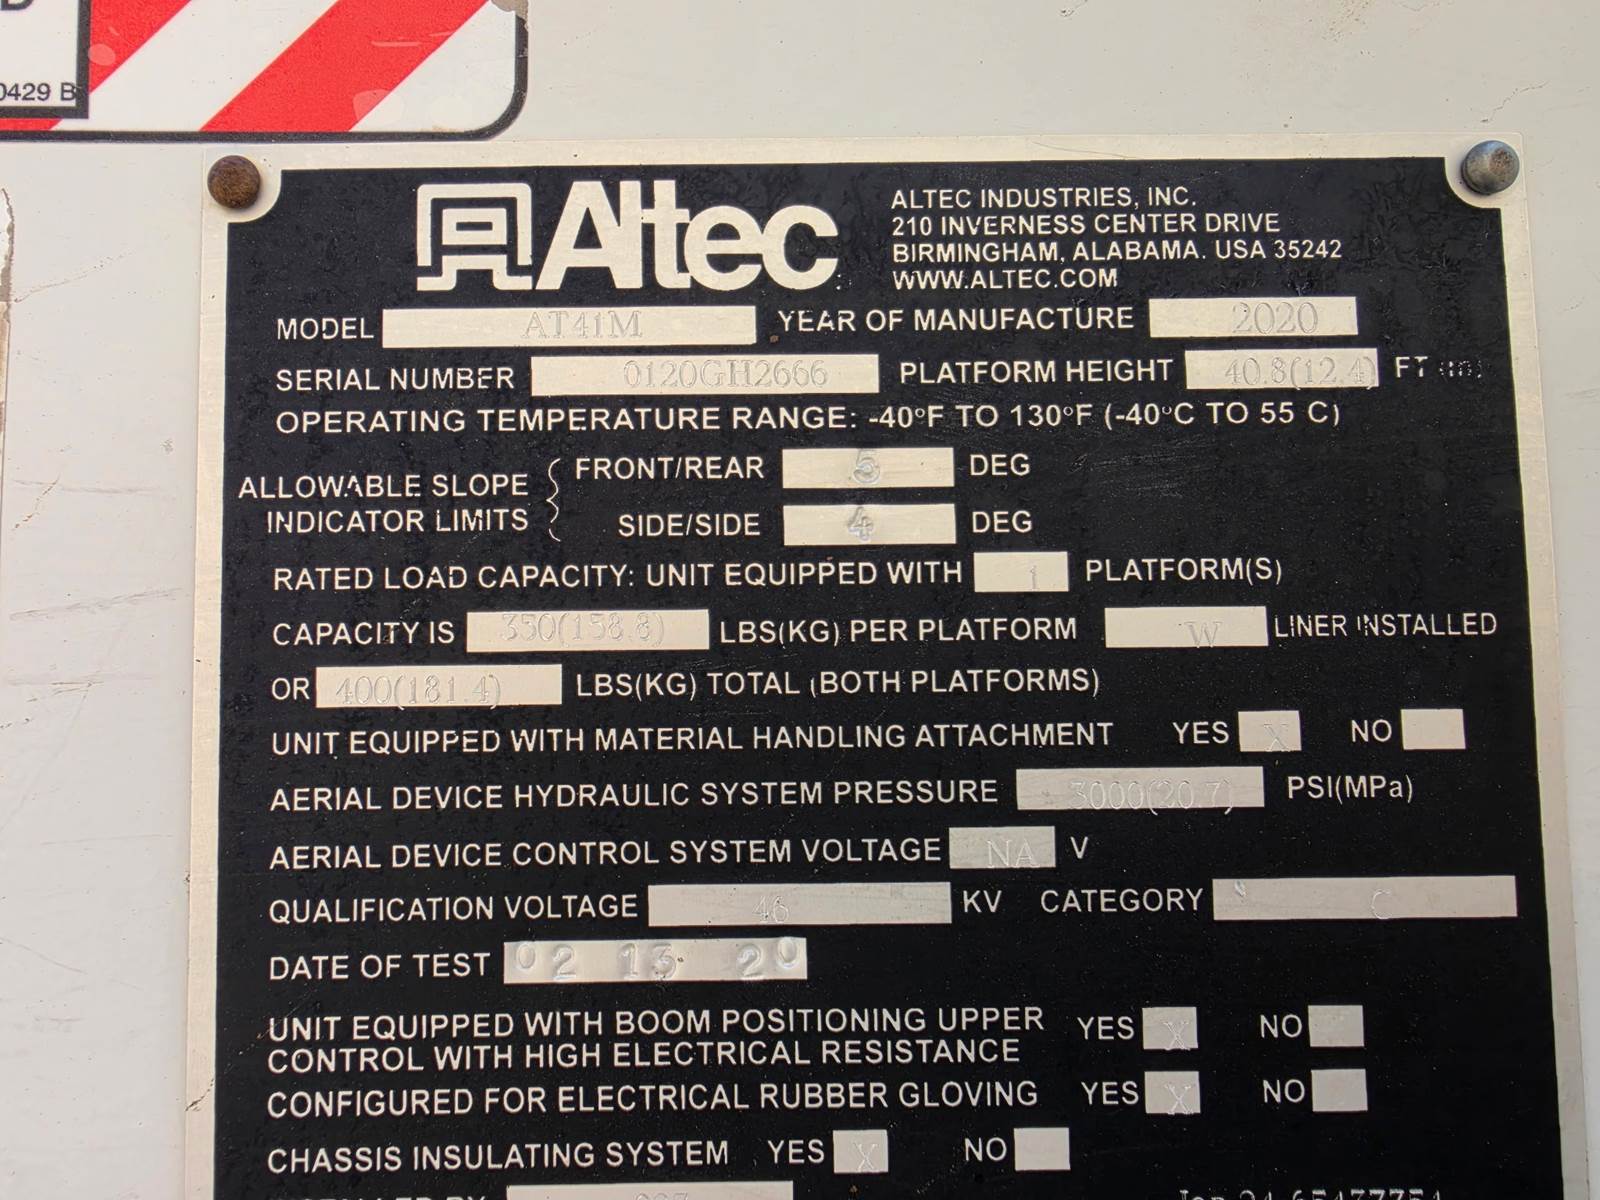 0429 B
Altec
ALTEC INDUSTRIES, INC.
210 INVERNESS CENTER DRIVE
BIRMINGHAM, ALABAMA. USA 35242
WWW.ALTEC.COM
MODEL AT41M YEAR OF MANUFACTURE 2020
SERIAL NUMBER 0120GH2666 PLATFORM HEIGHT 40.8(12.4) FT
OPERATING TEMPERATURE RANGE: -40°F TO 130°F (-40°C TO 55 C)
ALLOWABLE SLOPE INDICATOR LIMITS
FRONT/REAR 5 DEG
SIDE/SIDE 4 DEG
RATED LOAD CAPACITY: UNIT EQUIPPED WITH 1 PLATFORM(S)
CAPACITY IS 350(158.8) LBS(KG) PER PLATFORM W LINER INSTALLED
OR 400(181.4) LBS(KG) TOTAL (BOTH PLATFORMS)
UNIT EQUIPPED WITH MATERIAL HANDLING ATTACHMENT YES X NO
AERIAL DEVICE HYDRAULIC SYSTEM PRESSURE 3000(20.7) PSI(MPa)
AERIAL DEVICE CONTROL SYSTEM VOLTAGE NA V
QUALIFICATION VOLTAGE 46 KV CATEGORY C
DATE OF TEST 02 13 20
UNIT EQUIPPED WITH BOOM POSITIONING UPPER
CONTROL WITH HIGH ELECTRICAL RESISTANCE YES X NO
CONFIGURED FOR ELECTRICAL RUBBER GLOVING YES X NO
CHASSIS INSULATING SYSTEM YES X NO